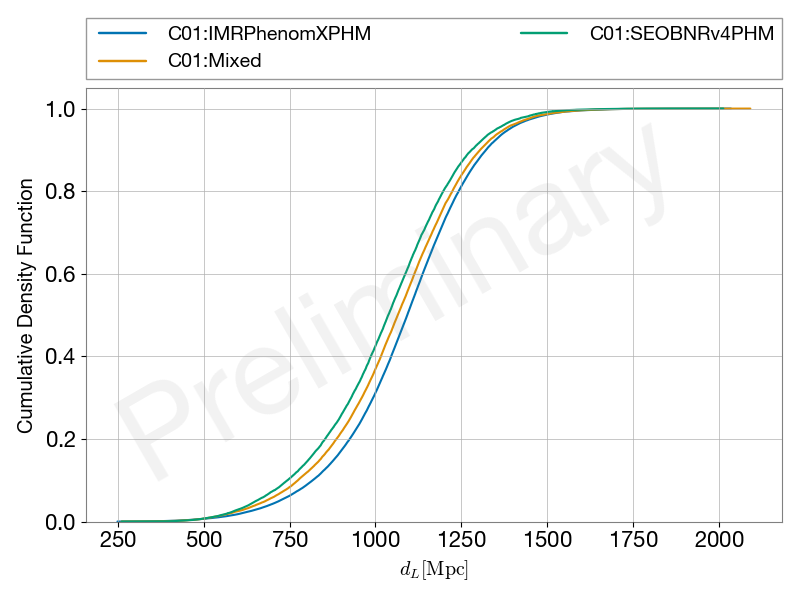 C01:IMRPhenomXPHM
C01:Mixed
C01:SEOBNRv4PHM
1.0
0.8
0.6
0.4
0.2
0.0
Cumulative Density Function
Preliminary
250 500 750 1000 1250 1500 1750 2000
d_L[Mpc]